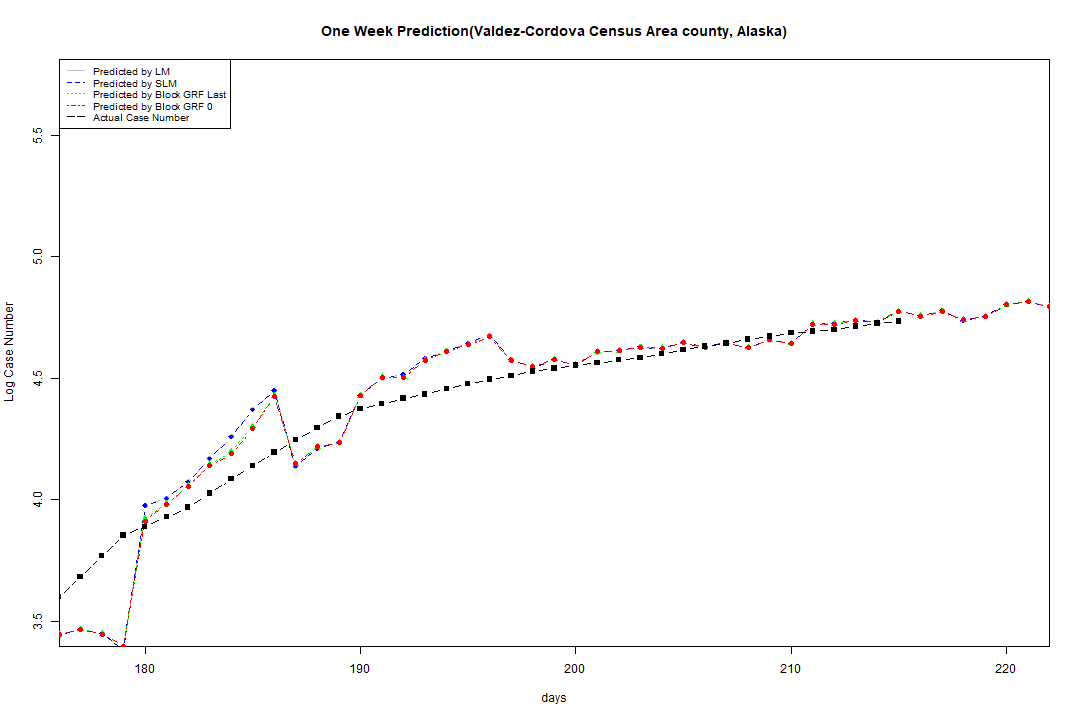 One Week Prediction(Valdez-Cordova Census Area county, Alaska)
Predicted by LM
Predicted by SLM
Predicted by Block GRF Last
Predicted by Block GRF 0
Actual Case Number
5.5
5.0
4.5
4.0
3.5
Log Case Number
180 190 200 210 220
days